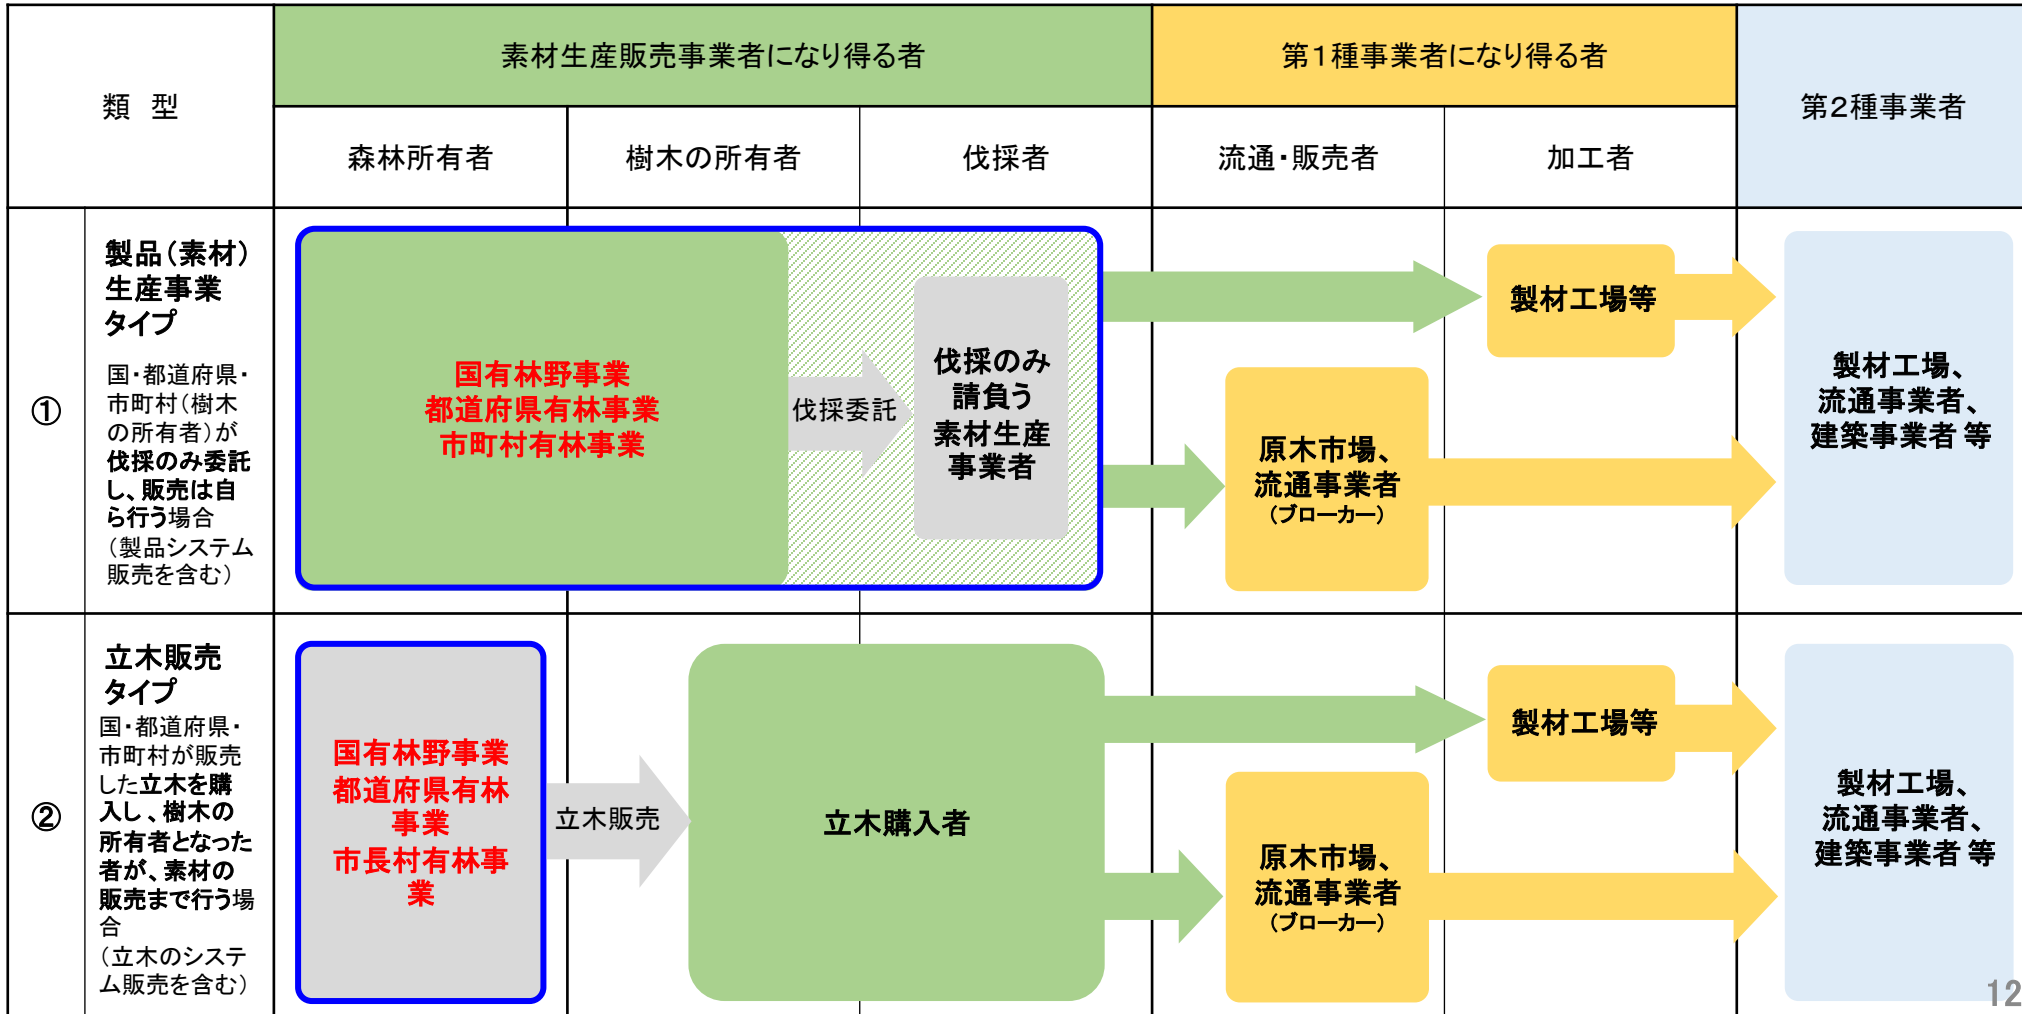 類 型
素材生産販売事業者になり得る者
第1種事業者になり得る者
第2種事業者
森林所有者
樹木の所有者
伐採者
流通・販売者
加工者
①
製品（素材）
生産事業
タイプ
国・都道府県・
市町村（樹木
の所有者）が
伐採のみ委託
し、販売は自
ら行う場合
（製品システム
販売を含む）
国有林野事業
都道府県有林事業
市町村有林事業
伐採委託
伐採のみ
請負う
素材生産
事業者
製材工場等
原木市場、
流通事業者
（ブローカー）
製材工場、
流通事業者、
建築事業者 等
②
立木販売
タイプ
国・都道府県・
市町村が販売
した立木を購
入し、樹木の
所有者となった
者が、素材の
販売まで行う場
合
（立木のシステ
ム販売を含む）
国有林野事業
都道府県有林
事業
市長村有林事
業
立木販売
立木購入者
製材工場等
原木市場、
流通事業者
（ブローカー）
製材工場、
流通事業者、
建築事業者 等
12